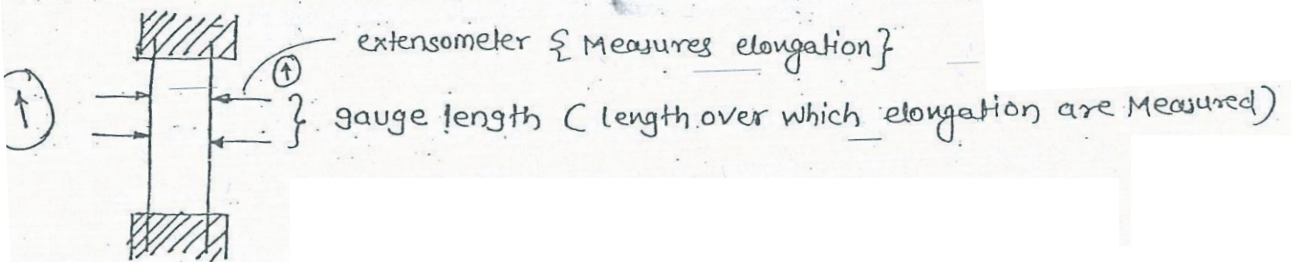 extensometer { Measures elongation }
gauge length ( length over which elongation are Measured )